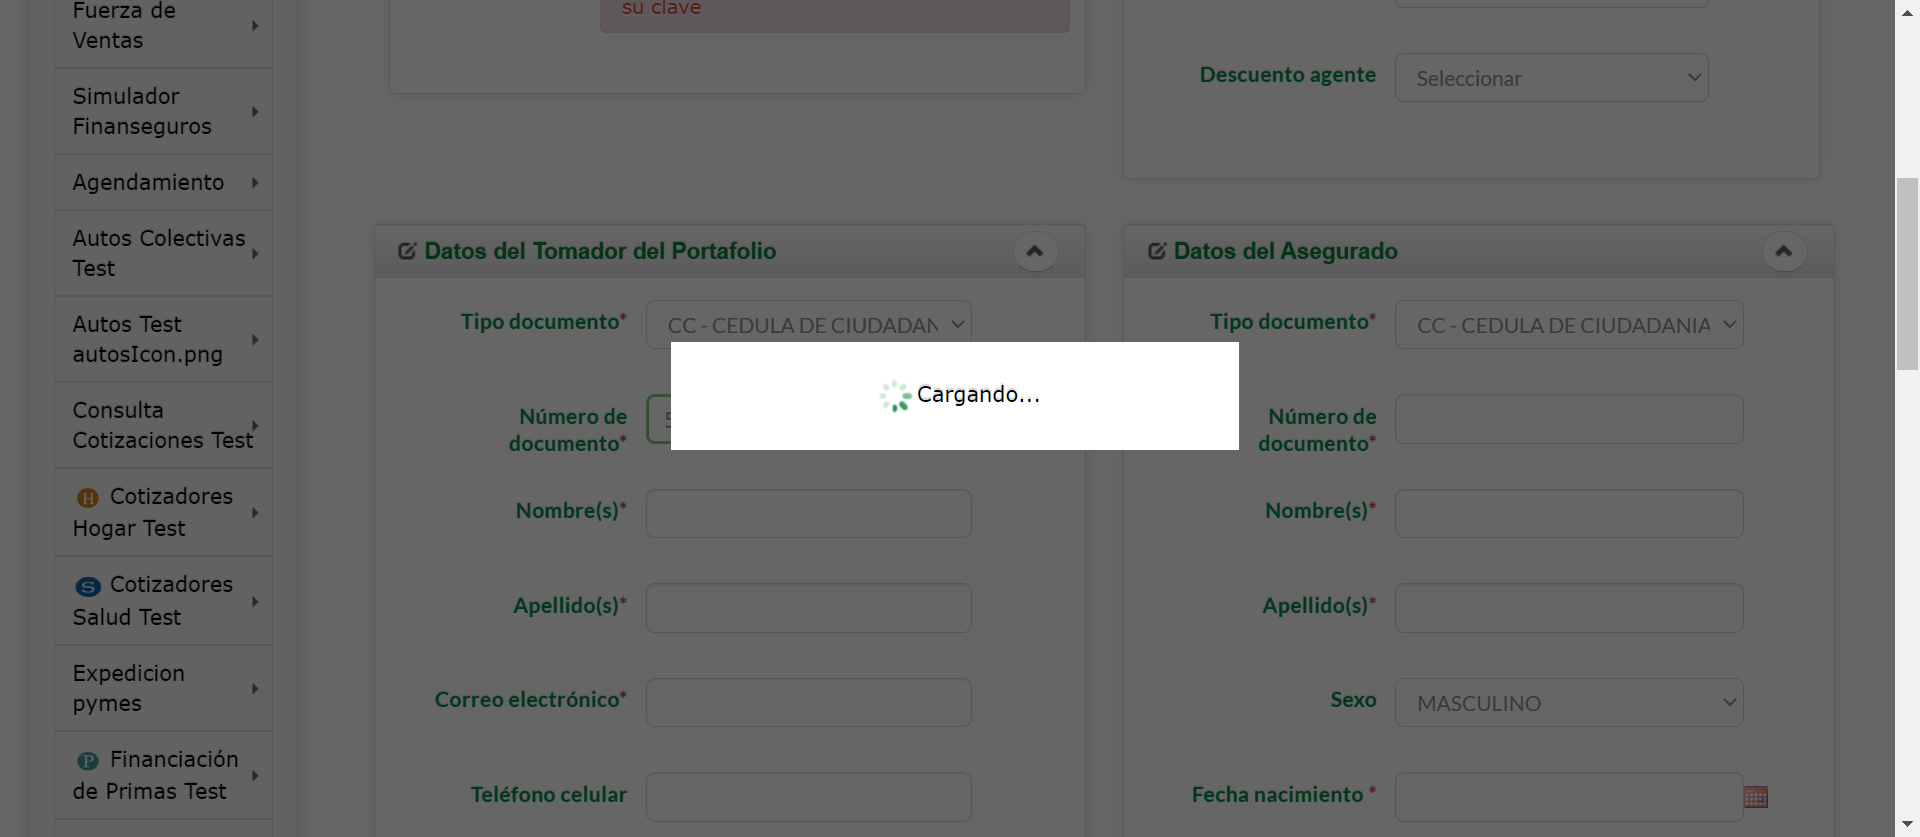 Fuerza de
Ventas
Simulador
Finanseguros
Agendamiento
Autos Colectivas
Test
Autos Test
autosIcon.png
Consulta
Cotizaciones Test
H Cotizadores
Hogar Test
S Cotizadores
Salud Test
Expedicion
pymes
P Financiación
de Primas Test
su clave
Descuento agente Seleccionar
Datos del Tomador del Portafolio
Tipo documento* CC - CEDULA DE CIUDADAN
Número de
documento* 5
Nombre(s)*
Apellido(s)*
Correo electrónico*
Teléfono celular
Cargando...
Datos del Asegurado
Tipo documento* CC - CEDULA DE CIUDADANIA
Número de
documento*
Nombre(s)*
Apellido(s)*
Sexo MASCULINO
Fecha nacimiento *